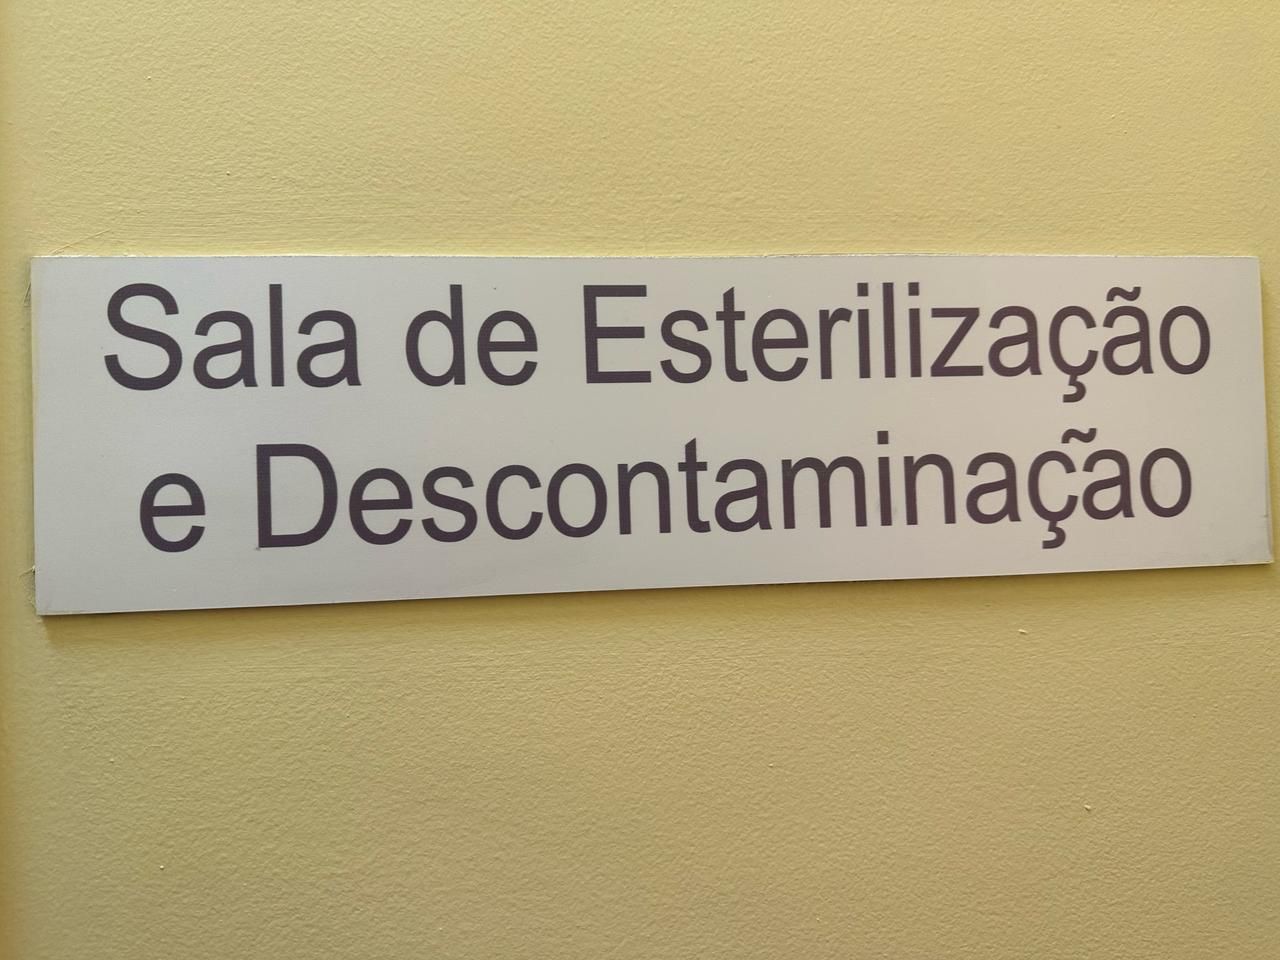 Sala de Esterilização
e Descontaminação